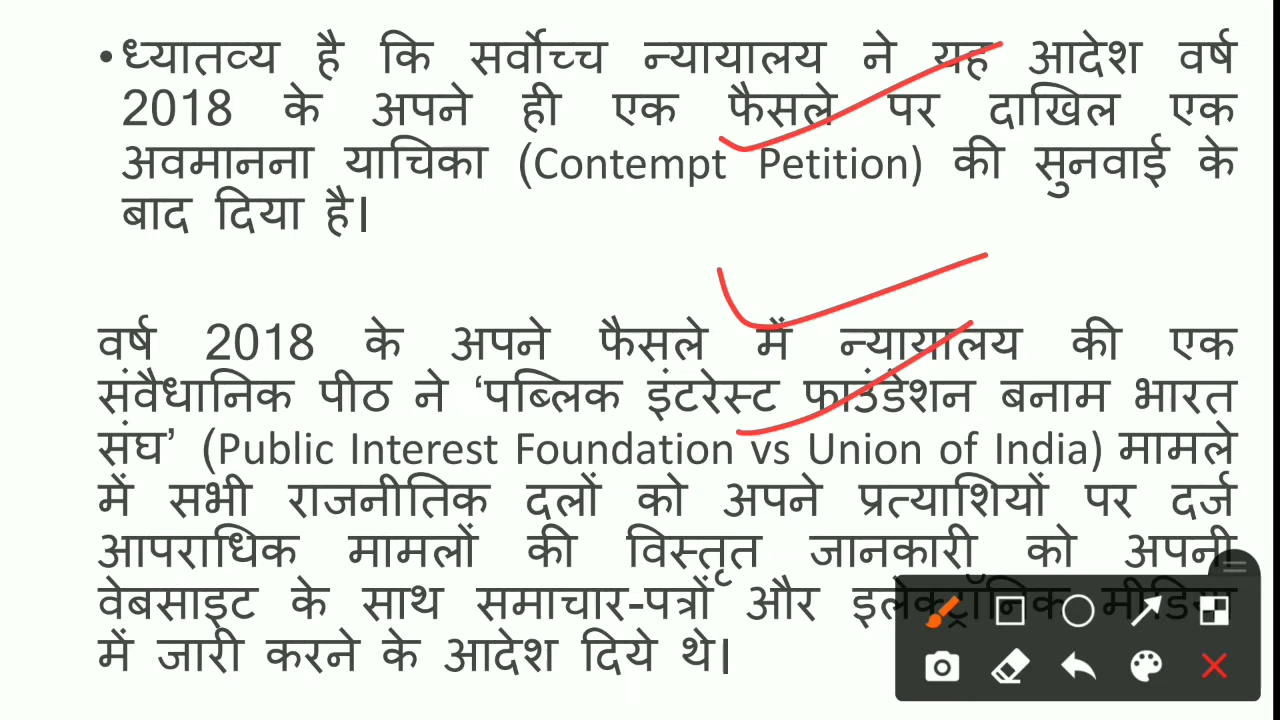 • ध्यातव्य है कि सर्वोच्च न्यायालय ने यह आदेश वर्ष
2018 के अपने ही एक फैसले पर दाखिल एक
अवमानना याचिका (Contempt Petition) की सुनवाई के
बाद दिया है।
वर्ष 2018 के अपने फैसले में न्यायालय की एक
संवैधानिक पीठ ने ‘पब्लिक इंटरेस्ट फाउंडेशन बनाम भारत
संघ’ (Public Interest Foundation vs Union of India) मामले
में सभी राजनीतिक दलों को अपने प्रत्याशियों पर दर्ज
आपराधिक मामलों की विस्तृत जानकारी को अपनी
वेबसाइट के साथ समाचार-पत्रों और इलेक्ट्रॉनिक मीडिया
में जारी करने के आदेश दिये थे।